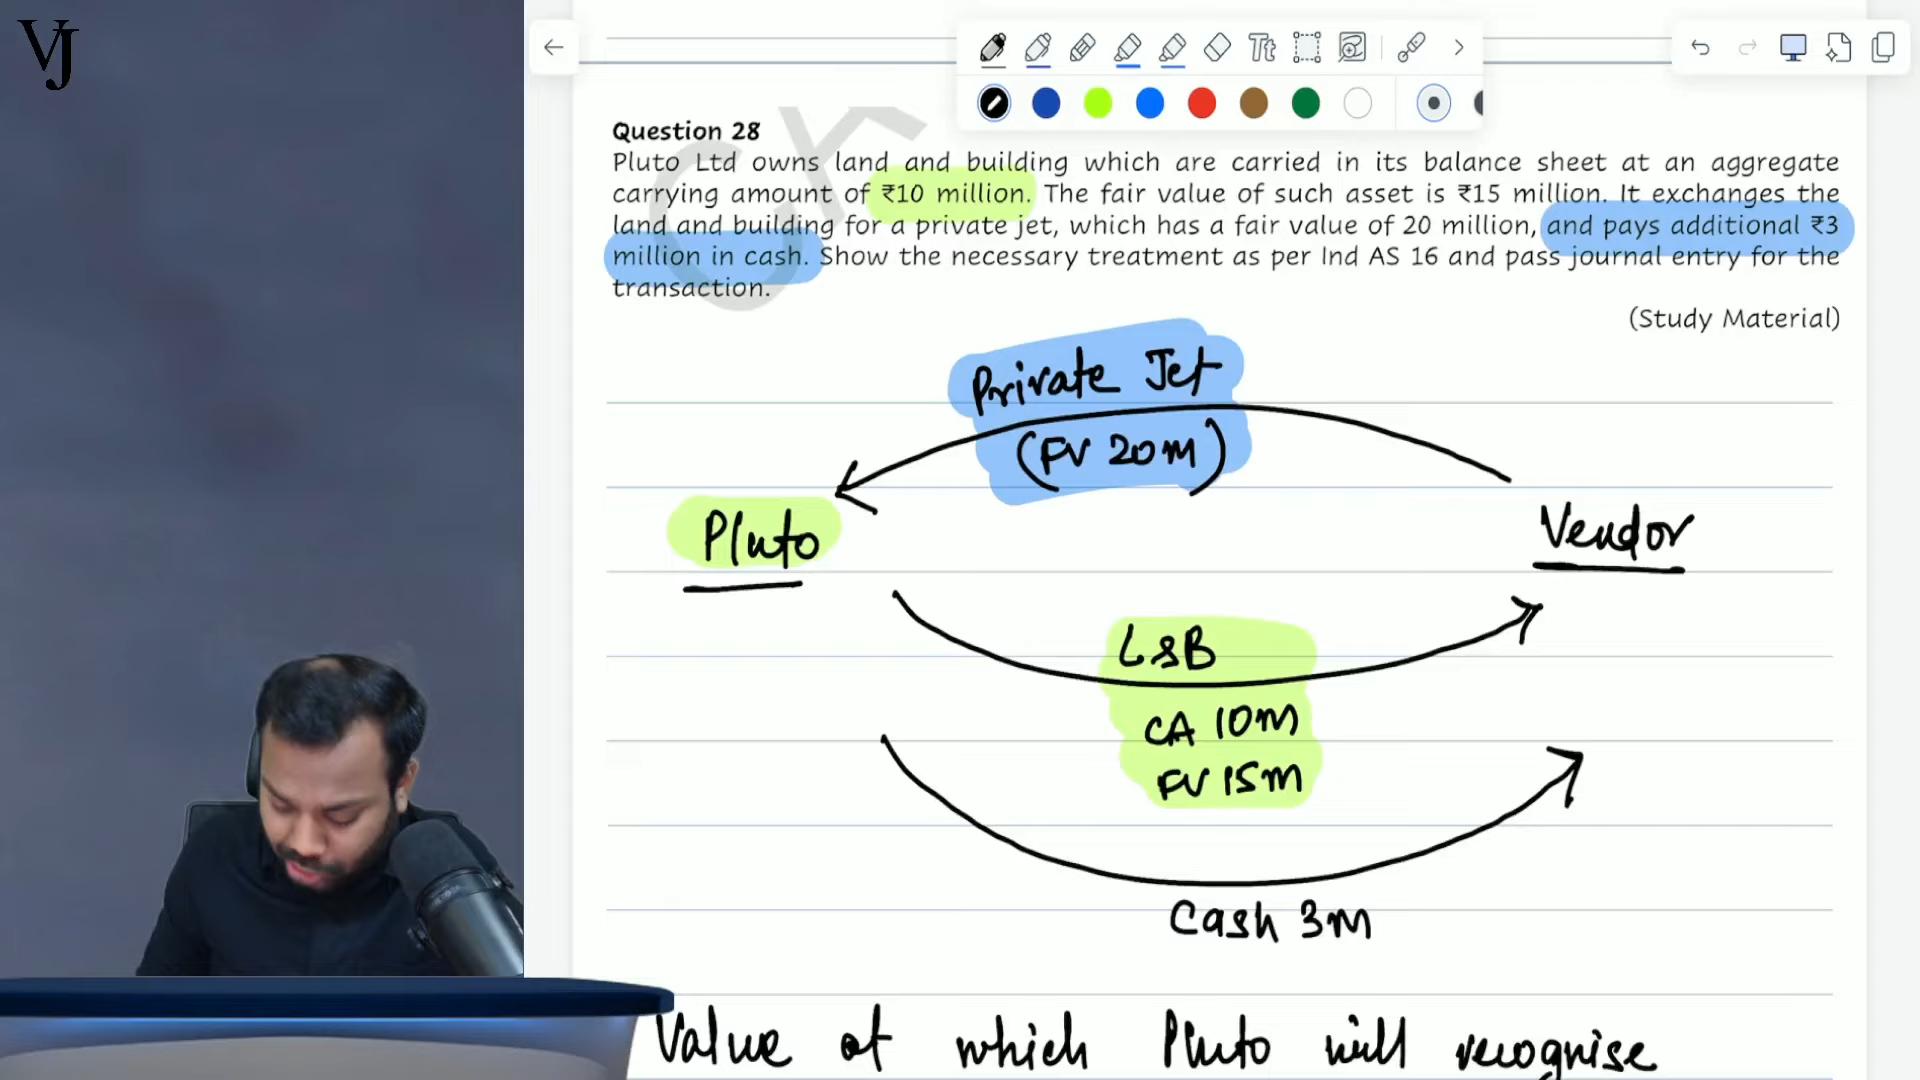 VJ
Question 28
Pluto Ltd owns land and building which are carried in its balance sheet at an aggregate
carrying amount of ₹10 million. The fair value of such asset is ₹15 million. It exchanges the
land and building for a private jet, which has a fair value of 20 million, and pays additional ₹3
million in cash. Show the necessary treatment as per Ind AS 16 and pass journal entry for the
transaction.
(Study Material)
Private Jet
(FV 20M)
Pluto
Vendor
L&B
CA 10M
FV 15M
Cash 3M
Value at which Pluto will recognise